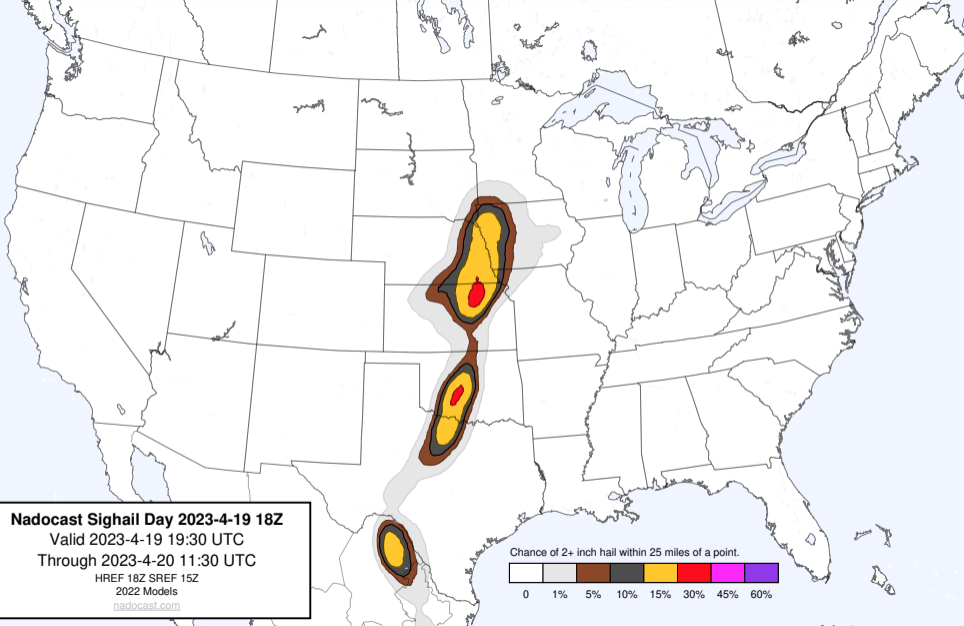 Nadocast Sighail Day 2023-4-19 18Z
Valid 2023-4-19 19:30 UTC
Through 2023-4-20 11:30 UTC
HREF 18Z SREF 15Z
2022 Models
nadocast.com
Chance of 2+ inch hail within 25 miles of a point.
0 1% 5% 10% 15% 30% 45% 60%